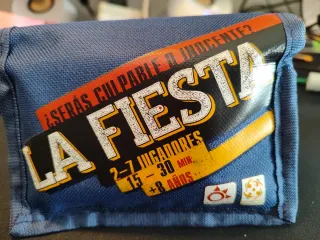 ¿SERÁS CULPABLE O INOCENTE?
LA FIESTA
2-7 JUGADORES
15 - 30 MIN.
+8 AÑOS